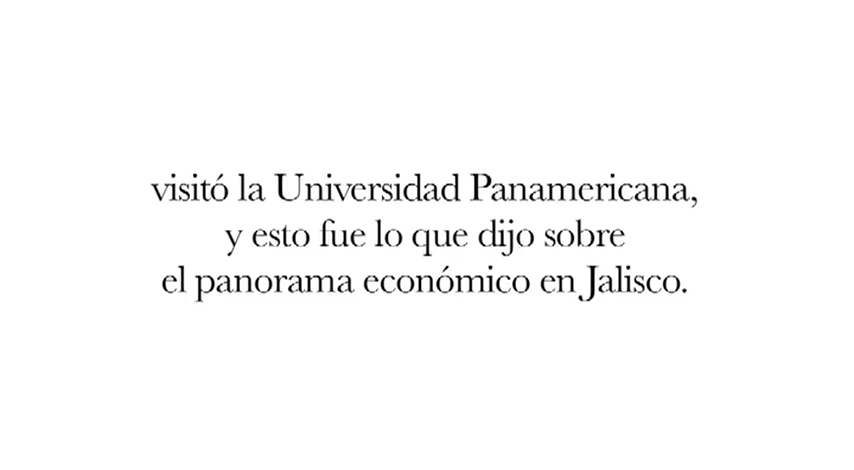 visitó la Universidad Panamericana,
y esto fue lo que dijo sobre
el panorama económico en Jalisco.